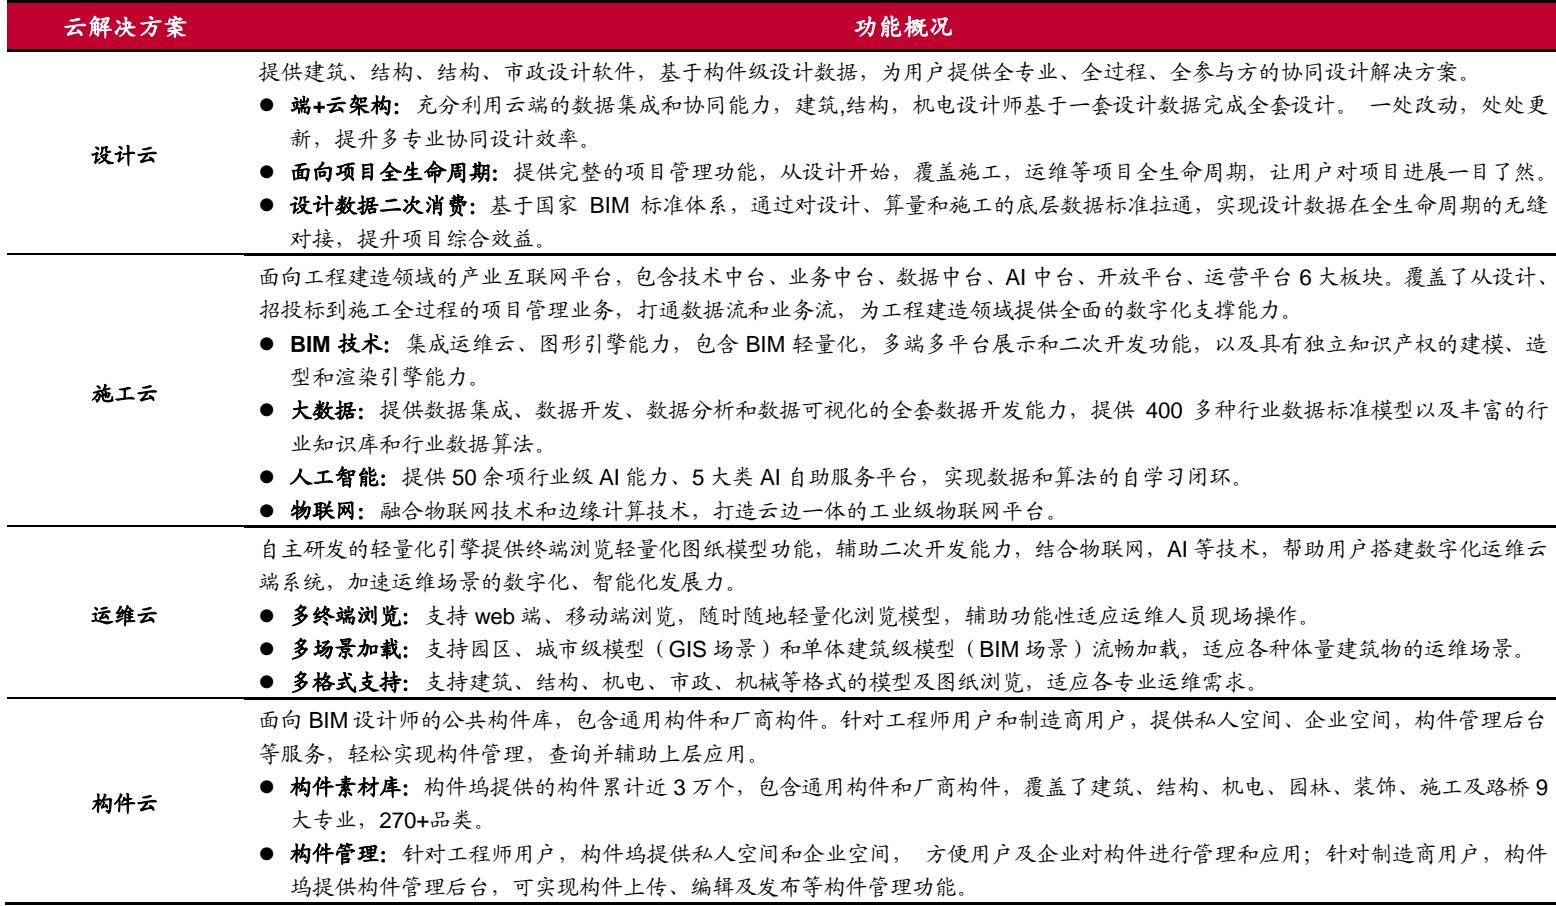 云解决方案 功能概况
提供建筑、结构、结构、市政设计软件，基于构件级设计数据，为用户提供全专业、全过程、全参与方的协同设计解决方案。
● 端+云架构：充分利用云端的数据集成和协同能力，建筑,结构，机电设计师基于一套设计数据完成全套设计。 一处改动，处处更
新，提升多专业协同设计效率。
设计云
● 面向项目全生命周期：提供完整的项目管理功能，从设计开始，覆盖施工，运维等项目全生命周期，让用户对项目进展一目了然。
● 设计数据二次消费：基于国家 BIM 标准体系，通过对设计、算量和施工的底层数据标准拉通，实现设计数据在全生命周期的无缝
对接，提升项目综合效益。
面向工程建造领域的产业互联网平台，包含技术中台、业务中台、数据中台、AI 中台、开放平台、运营平台 6 大板块。覆盖了从设计、
招投标到施工全过程的项目管理业务，打通数据流和业务流，为工程建造领域提供全面的数字化支撑能力。
● BIM 技术：集成运维云、图形引擎能力，包含 BIM 轻量化，多端多平台展示和二次开发功能，以及具有独立知识产权的建模、造
型和渲染引擎能力。
施工云
● 大数据：提供数据集成、数据开发、数据分析和数据可视化的全套数据开发能力，提供 400 多种行业数据标准模型以及丰富的行
业知识库和行业数据算法。
● 人工智能：提供 50 余项行业级 AI 能力、5 大类 AI 自助服务平台，实现数据和算法的自学习闭环。
● 物联网：融合物联网技术和边缘计算技术，打造云边一体的工业级物联网平台。
自主研发的轻量化引擎提供终端浏览轻量化图纸模型功能，辅助二次开发能力，结合物联网，AI 等技术，帮助用户搭建数字化运维云
端系统，加速运维场景的数字化、智能化发展力。
运维云
● 多终端浏览：支持 web 端、移动端浏览，随时随地轻量化浏览模型，辅助功能性适应运维人员现场操作。
● 多场景加载：支持园区、城市级模型（GIS 场景）和单体建筑级模型（BIM 场景）流畅加载，适应各种体量建筑物的运维场景。
● 多格式支持：支持建筑、结构、机电、市政、机械等格式的模型及图纸浏览，适应各专业运维需求。
面向 BIM 设计师的公共构件库，包含通用构件和厂商构件。针对工程师用户和制造商用户，提供私人空间、企业空间，构件管理后台
等服务，轻松实现构件管理，查询并辅助上层应用。
● 构件素材库：构件坞提供的构件累计近 3 万个，包含通用构件和厂商构件，覆盖了建筑、结构、机电、园林、装饰、施工及路桥 9
构件云
大专业，270+品类。
● 构件管理：针对工程师用户，构件坞提供私人空间和企业空间， 方便用户及企业对构件进行管理和应用；针对制造商用户，构件
坞提供构件管理后台，可实现构件上传、编辑及发布等构件管理功能。